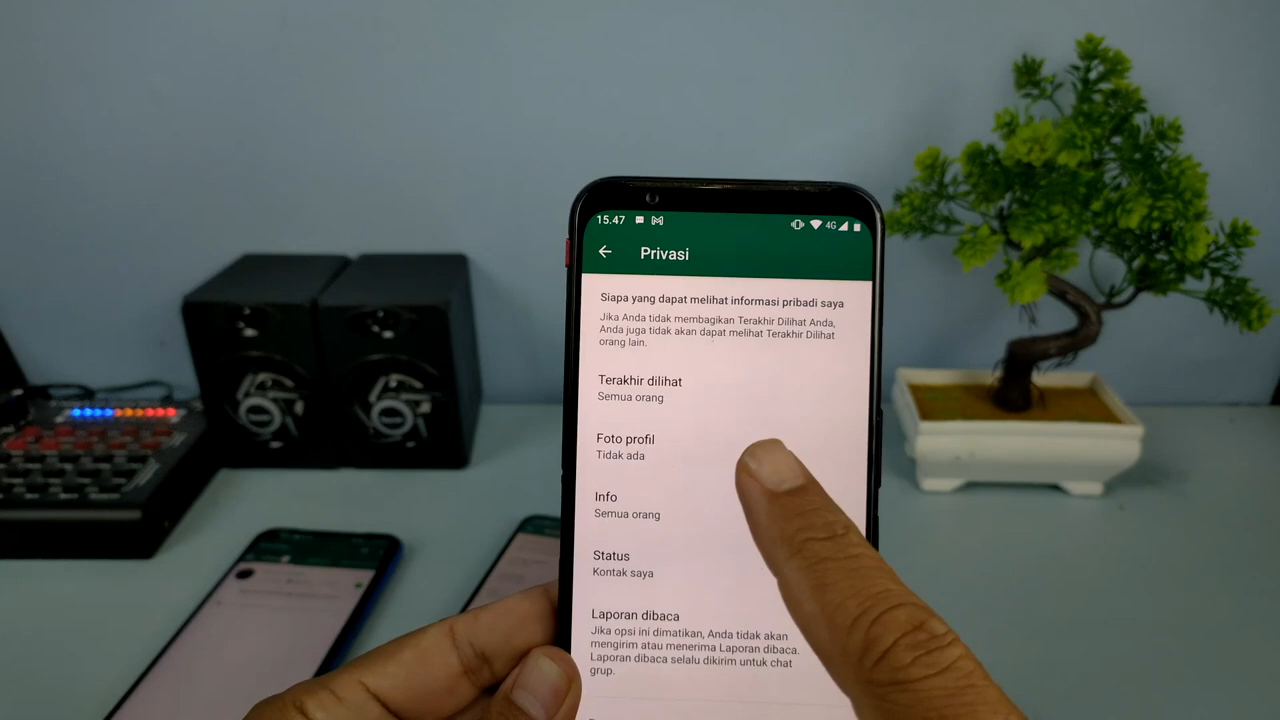 15.47
4G
Privasi
Siapa yang dapat melihat informasi pribadi saya
Jika Anda tidak membagikan Terakhir Dilihat Anda,
Anda juga tidak akan dapat melihat Terakhir Dilihat
orang lain.
Terakhir dilihat
Semua orang
Foto profil
Tidak ada
Info
Semua orang
Status
Kontak saya
Laporan dibaca
Jika opsi ini dimatikan, Anda tidak akan
mengirim atau menerima Laporan dibaca.
Laporan dibaca selalu dikirim untuk chat
grup.